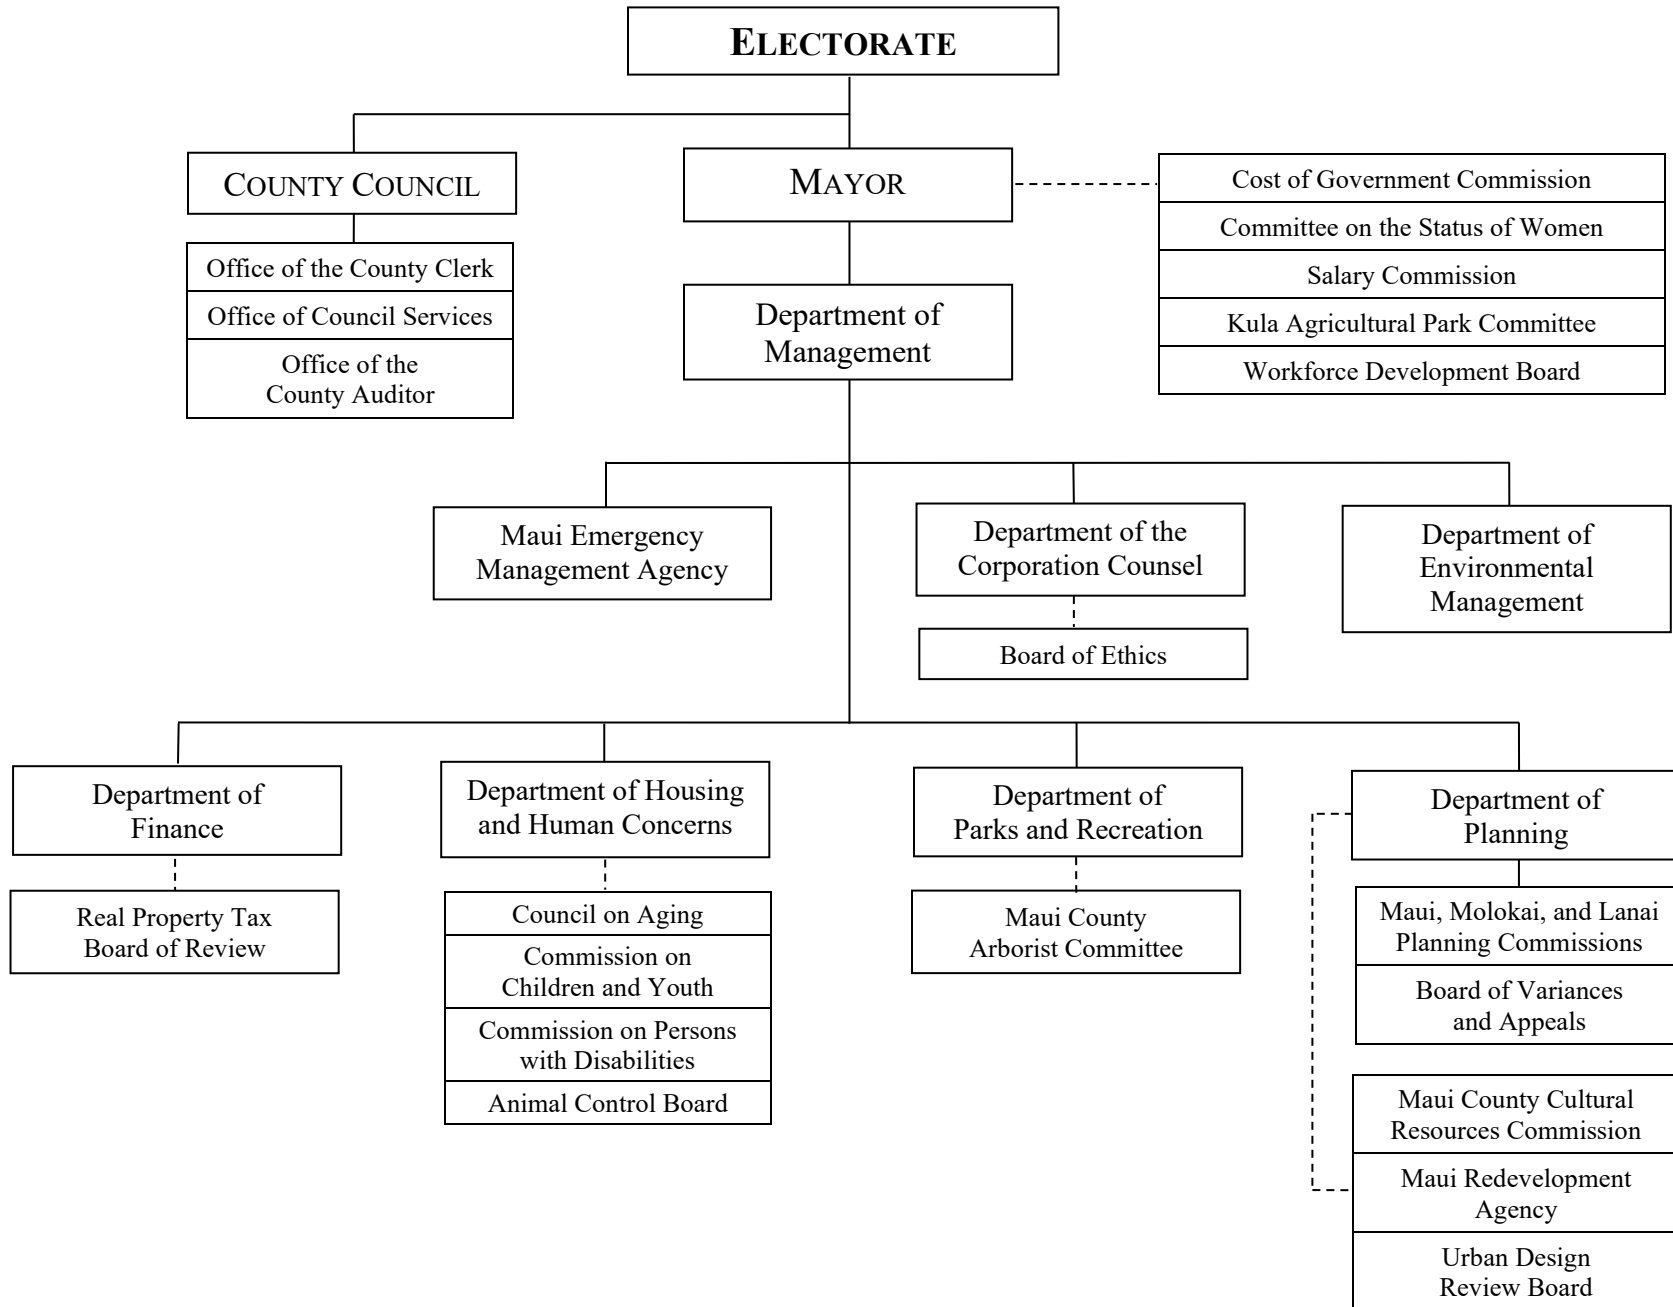 ELECTORATE
COUNTY COUNCIL
MAYOR
Cost of Government Commission
Committee on the Status of Women
Salary Commission
Kula Agricultural Park Committee
Workforce Development Board
Office of the County Clerk
Office of Council Services
Office of the
County Auditor
Department of
Management
Maui Emergency
Management Agency
Department of the
Corporation Counsel
Board of Ethics
Department of
Environmental
Management
Department of
Finance
Real Property Tax
Board of Review
Department of Housing
and Human Concerns
Council on Aging
Commission on
Children and Youth
Commission on Persons
with Disabilities
Animal Control Board
Department of
Parks and Recreation
Maui County
Arborist Committee
Department of
Planning
Maui, Molokai, and Lanai
Planning Commissions
Board of Variances
and Appeals
Maui County Cultural
Resources Commission
Maui Redevelopment
Agency
Urban Design
Review Board